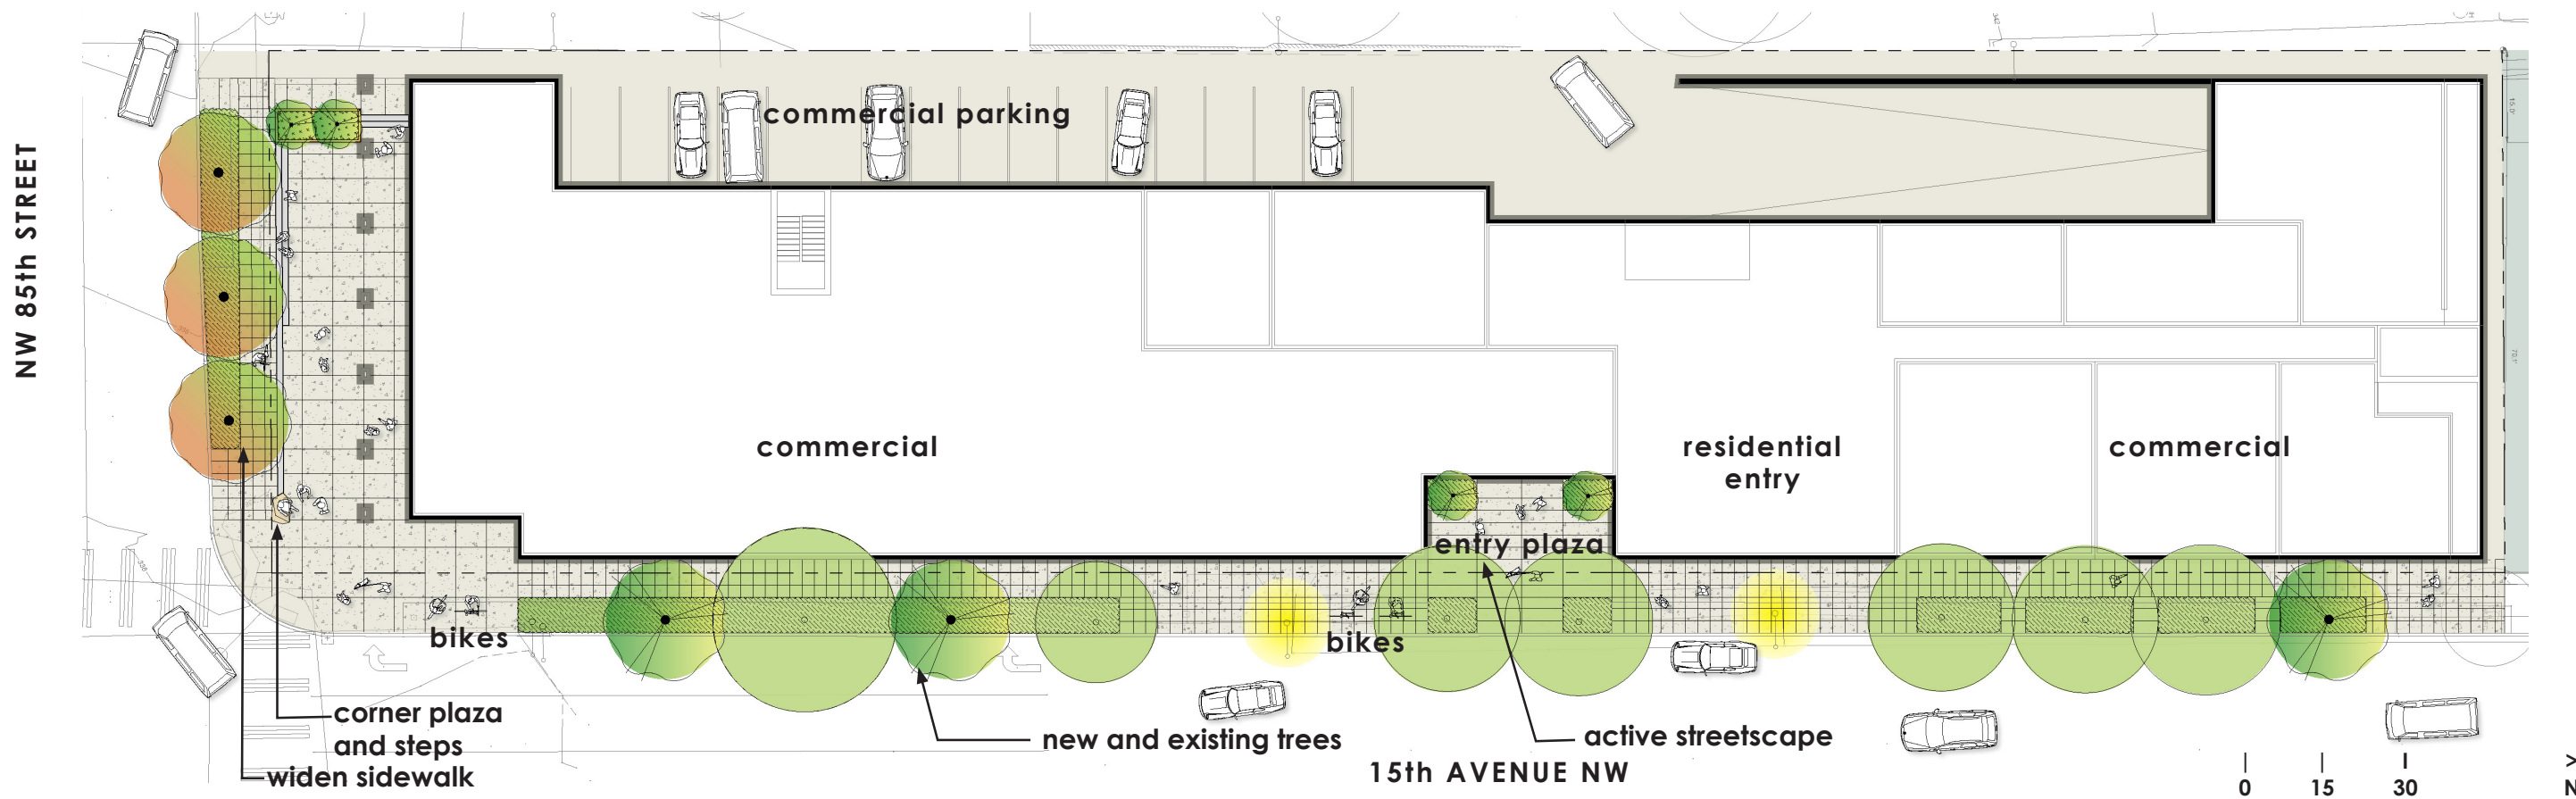 NW 85th STREET
commercial parking
commercial
residential
entry
commercial
entry plaza
bikes
bikes
corner plaza
and steps
widen sidewalk
new and existing trees
active streetscape
15th AVENUE NW
0
15
30